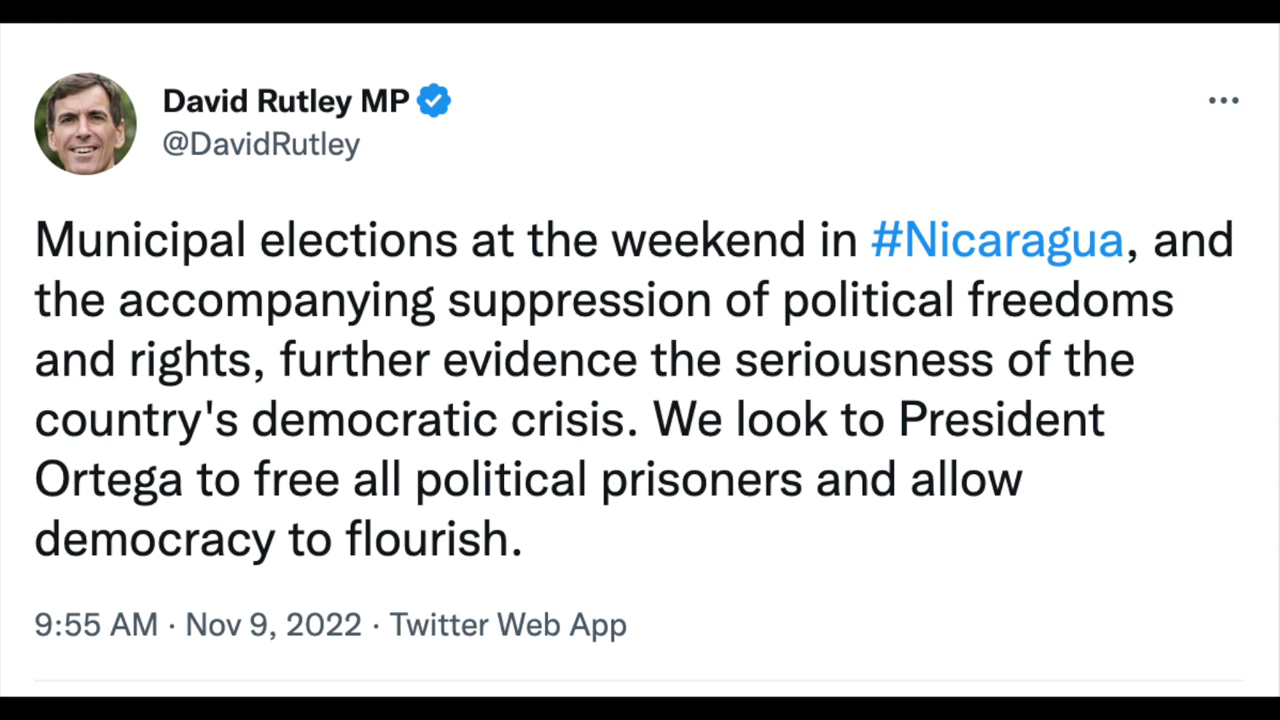 David Rutley MP
@DavidRutley
Municipal elections at the weekend in #Nicaragua, and
the accompanying suppression of political freedoms
and rights, further evidence the seriousness of the
country's democratic crisis. We look to President
Ortega to free all political prisoners and allow
democracy to flourish.
9:55 AM · Nov 9, 2022 · Twitter Web App